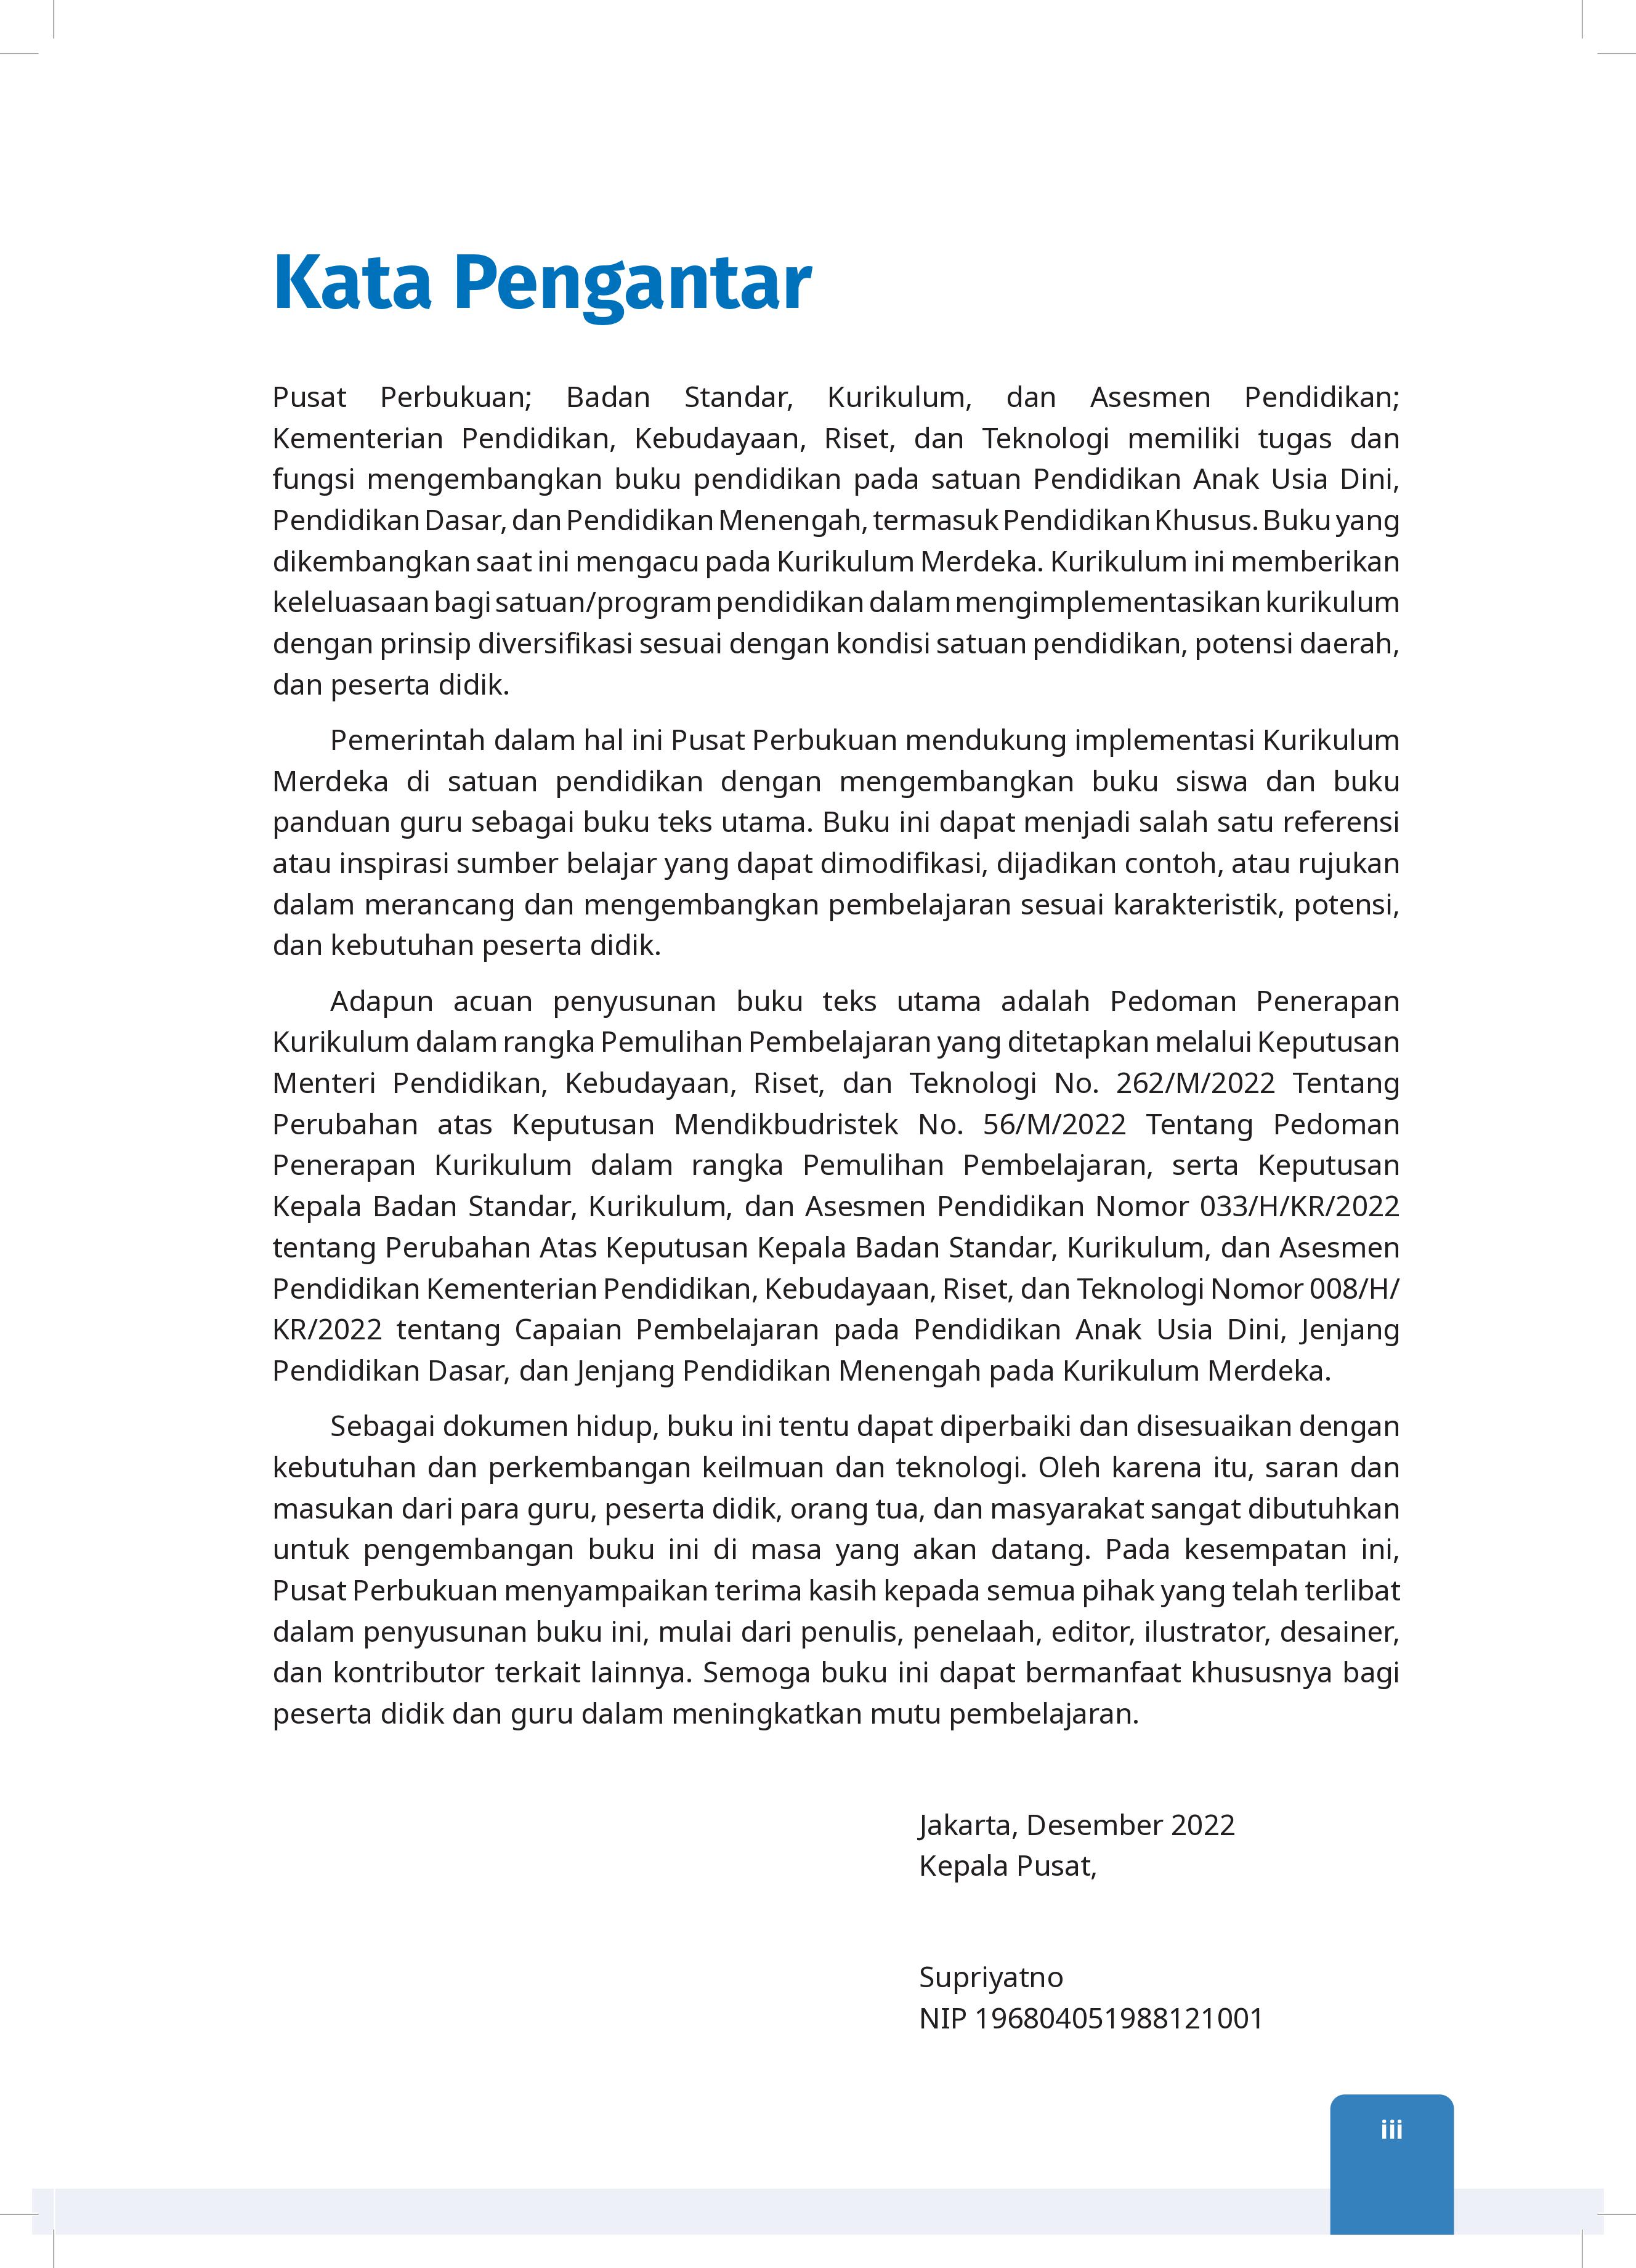 Kata Pengantar
Pusat Perbukuan; Badan Standar, Kurikulum, dan Asesmen Pendidikan;
Kementerian Pendidikan, Kebudayaan, Riset, dan Teknologi memiliki tugas dan
fungsi mengembangkan buku pendidikan pada satuan Pendidikan Anak Usia Dini,
Pendidikan Dasar, dan Pendidikan Menengah, termasuk Pendidikan Khusus. Buku yang
dikembangkan saat ini mengacu pada Kurikulum Merdeka. Kurikulum ini memberikan
keleluasaan bagi satuan/program pendidikan dalam mengimplementasikan kurikulum
dengan prinsip diversifikasi sesuai dengan kondisi satuan pendidikan, potensi daerah,
dan peserta didik.
Pemerintah dalam hal ini Pusat Perbukuan mendukung implementasi Kurikulum
Merdeka di satuan pendidikan dengan mengembangkan buku siswa dan buku
panduan guru sebagai buku teks utama. Buku ini dapat menjadi salah satu referensi
atau inspirasi sumber belajar yang dapat dimodifikasi, dijadikan contoh, atau rujukan
dalam merancang dan mengembangkan pembelajaran sesuai karakteristik, potensi,
dan kebutuhan peserta didik.
Adapun acuan penyusunan buku teks utama adalah Pedoman Penerapan
Kurikulum dalam rangka Pemulihan Pembelajaran yang ditetapkan melalui Keputusan
Menteri Pendidikan, Kebudayaan, Riset, dan Teknologi No. 262/M/2022 Tentang
Perubahan atas Keputusan Mendikbudristek No. 56/M/2022 Tentang Pedoman
Penerapan Kurikulum dalam rangka Pemulihan Pembelajaran, serta Keputusan
Kepala Badan Standar, Kurikulum, dan Asesmen Pendidikan Nomor 033/H/KR/2022
tentang Perubahan Atas Keputusan Kepala Badan Standar, Kurikulum, dan Asesmen
Pendidikan Kementerian Pendidikan, Kebudayaan, Riset, dan Teknologi Nomor 008/H/
KR/2022 tentang Capaian Pembelajaran pada Pendidikan Anak Usia Dini, Jenjang
Pendidikan Dasar, dan Jenjang Pendidikan Menengah pada Kurikulum Merdeka.
Sebagai dokumen hidup, buku ini tentu dapat diperbaiki dan disesuaikan dengan
kebutuhan dan perkembangan keilmuan dan teknologi. Oleh karena itu, saran dan
masukan dari para guru, peserta didik, orang tua, dan masyarakat sangat dibutuhkan
untuk pengembangan buku ini di masa yang akan datang. Pada kesempatan ini,
Pusat Perbukuan menyampaikan terima kasih kepada semua pihak yang telah terlibat
dalam penyusunan buku ini, mulai dari penulis, penelaah, editor, ilustrator, desainer,
dan kontributor terkait lainnya. Semoga buku ini dapat bermanfaat khususnya bagi
peserta didik dan guru dalam meningkatkan mutu pembelajaran.
Jakarta, Desember 2022
Kepala Pusat,
Supriyatno
NIP 196804051988121001
iii